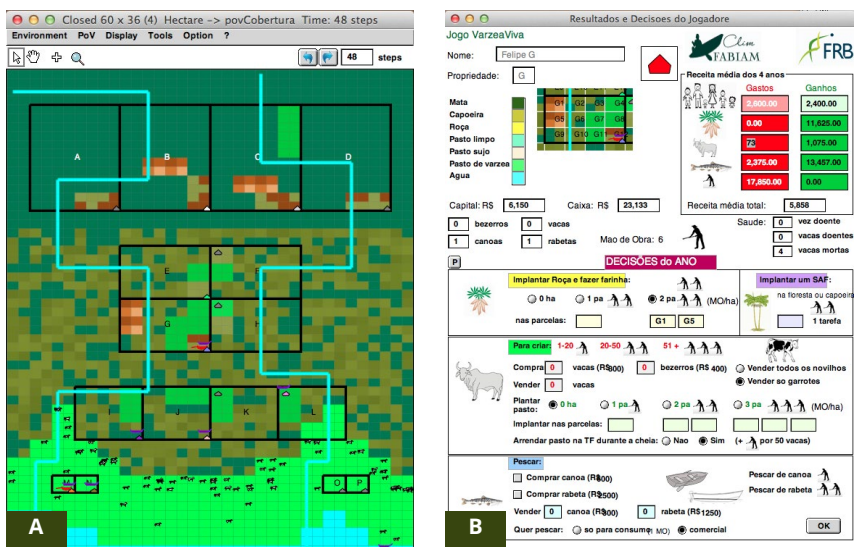 Closed 60 x 36 (4) Hectare -> povCobertura Time: 48 steps
Environment PoV Display Tools Option ?
48 steps
A B C D
E F
G H
I J K L
O P
A
Resultados e Decisoes do Jogadore
Jogo VarzeaViva
Clim FABIAM
FRB
Nome: Felipe G
Propriedade: G
Receita média dos 4 anos
Gastos Ganhos
2,600.00 2,400.00
0.00 11,625.00
73 1,075.00
2,375.00 13,457.00
17,850.00 0.00
Receita média total: 5,858
Mata
Capoeira
Roça
Pasto limpo
Pasto sujo
Pasto de varzea
Agua
G1 G2 G3 G4
G5 G6 G7 G8
G9 G10 G11 G12
Capital: R$ 6,150 Caixa: R$ 23,133
0 bezerros 0 vacas
1 canoas 1 rabetas
Mao de Obra: 6
Saude: 0 vez doente
0 vacas doentes
4 vacas mortas
P
DECISÕES do ANO
Implantar Roça e fazer farinha:
0 ha 1 pa 2 pa (MO/ha)
nas parcelas: G1 G5
Implantar um SAF:
na floresta ou capoeira
1 tarefa
Para criar: 1-20 20-50 51 +
Compra 0 vacas (R$800) 0 bezerros (R$ 400)
Vender 0 vacas
Vender todos os novilhos
Vender so garrotes
Plantar pasto: 0 ha 1 pa 2 pa 3 pa (MO/ha)
Implantar nas parcelas:
Arrendar pasto na TF durante a cheia: Nao Sim (+ por 50 vacas)
Pescar:
Comprar canoa (R$800)
Comprar rabeta (R$2500)
Pescar de canoa
Pescar de rabeta
Vender 0 canoa (R$300) 0 rabeta (R$1250)
Quer pescar: so para consumo (1 MO) comercial
OK
B